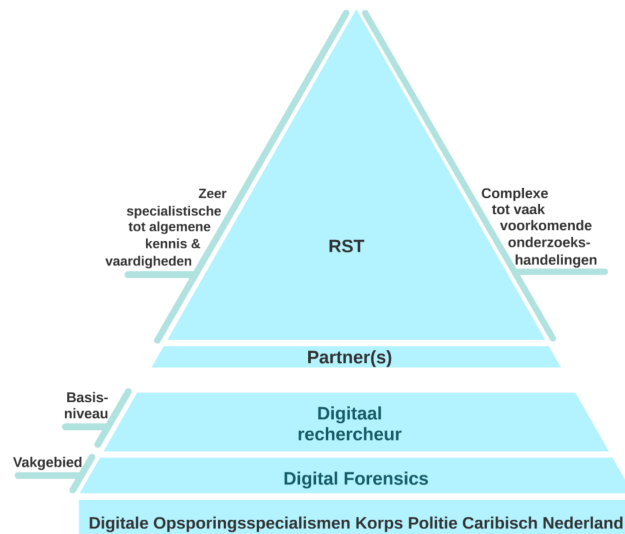 Zeer
specialistische
tot algemene
kennis &
vaardigheden
Complexe
tot vaak
voorkomende
onderzoeks-
handelingen
RST
Partner(s)
Basis-
niveau
Digitaal
rechercheur
Vakgebied
Digital Forensics
Digitale Opsporingsspecialismen Korps Politie Caribisch Nederland